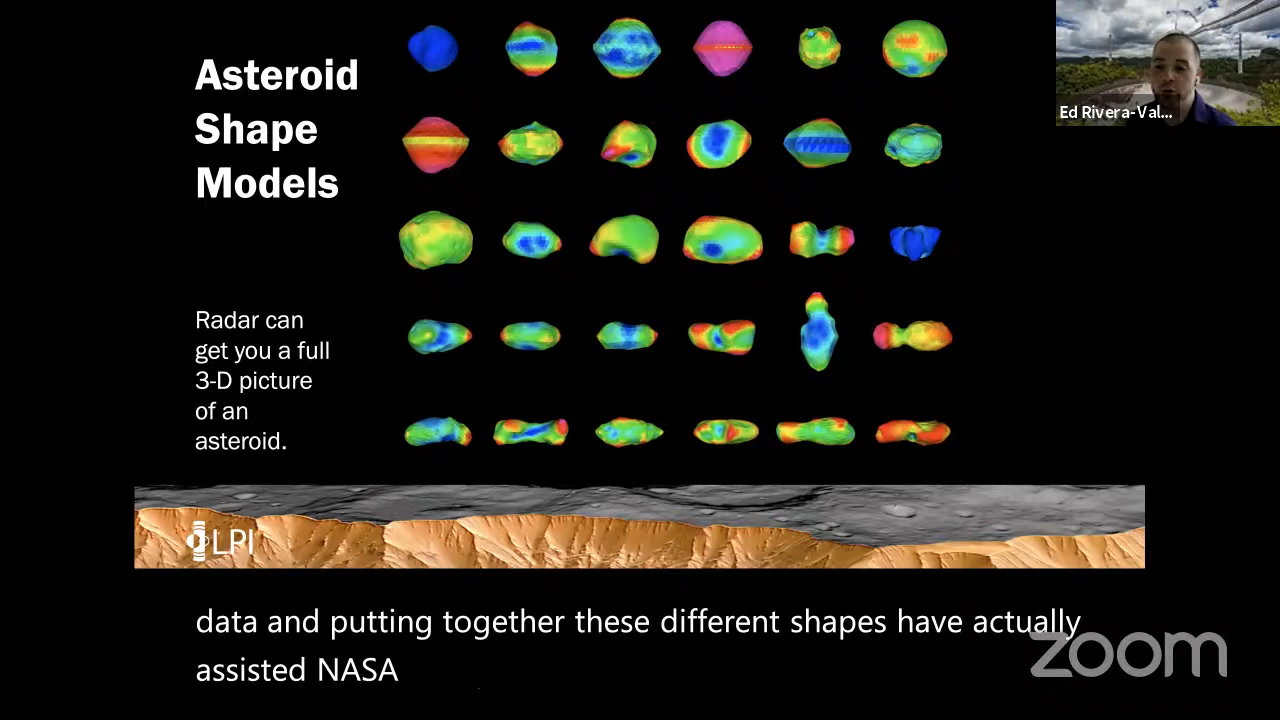 Asteroid
Shape
Models
Ed Rivera-Val...
Radar can
get you a full
3-D picture
of an
asteroid.
LPI
data and putting together these different shapes have actually
assisted NASA
zoom